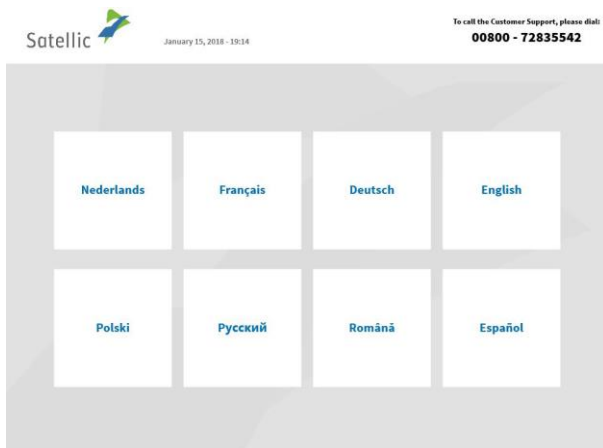 Satellic
January 15, 2018 - 19:14
To call the Customer Support, please dial:
00800 - 72835542
Nederlands
Français
Deutsch
English
Polski
Русский
Română
Español